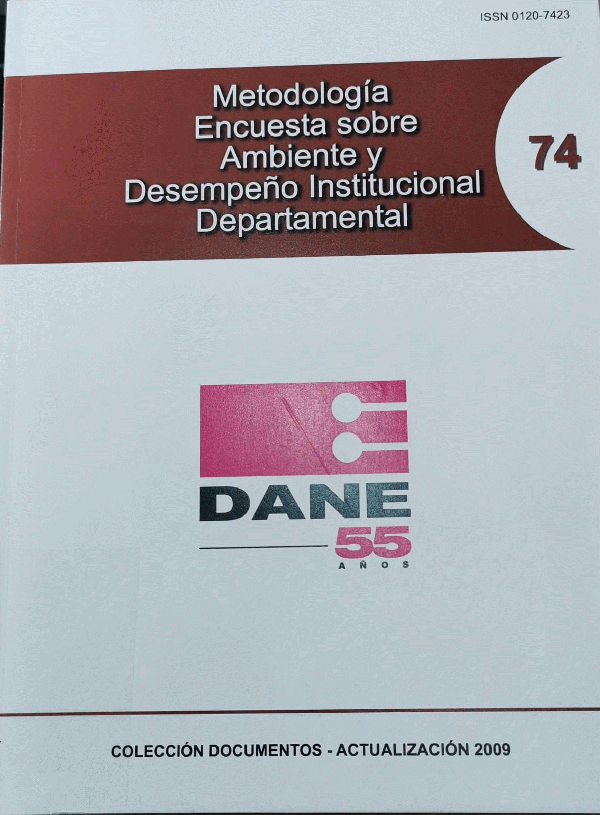 ISSN 0120-7423
Metodología
Encuesta sobre
Ambiente y
Desempeño Institucional
Departamental
74
DANE
55
AÑOS
COLECCIÓN DOCUMENTOS - ACTUALIZACIÓN 2009